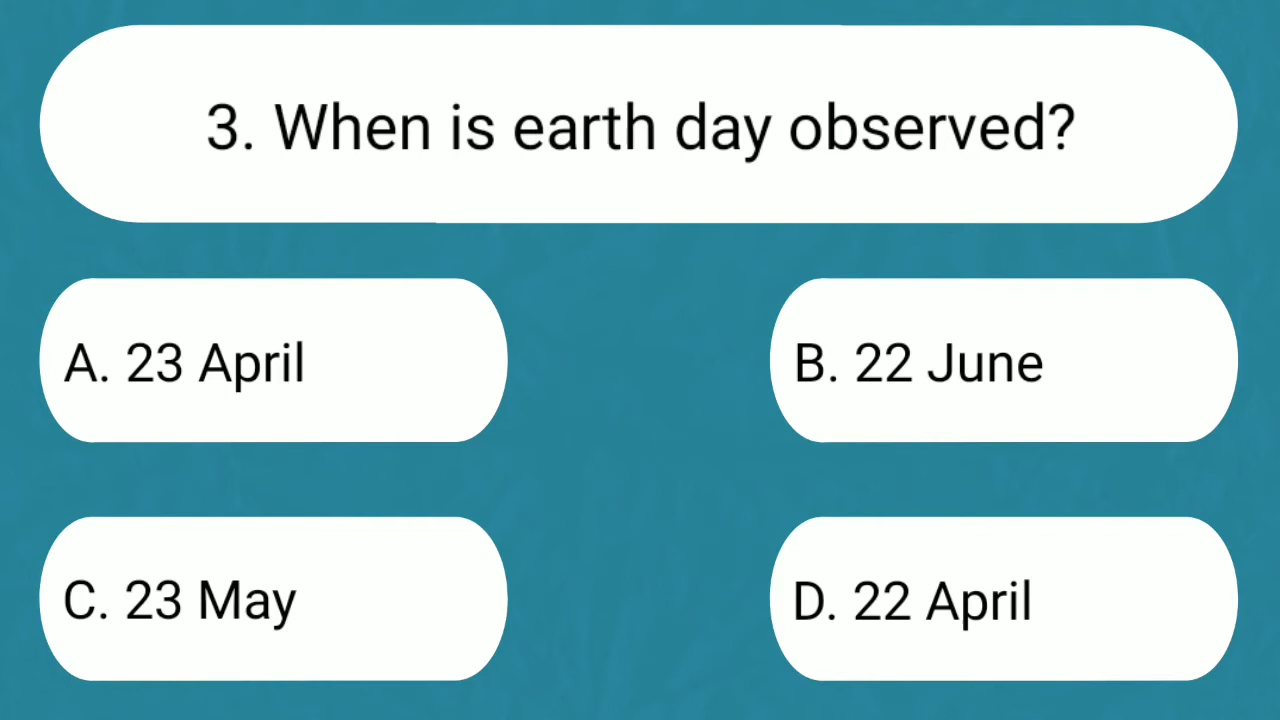 3. When is earth day observed?
A. 23 April
B. 22 June
C. 23 May
D. 22 April